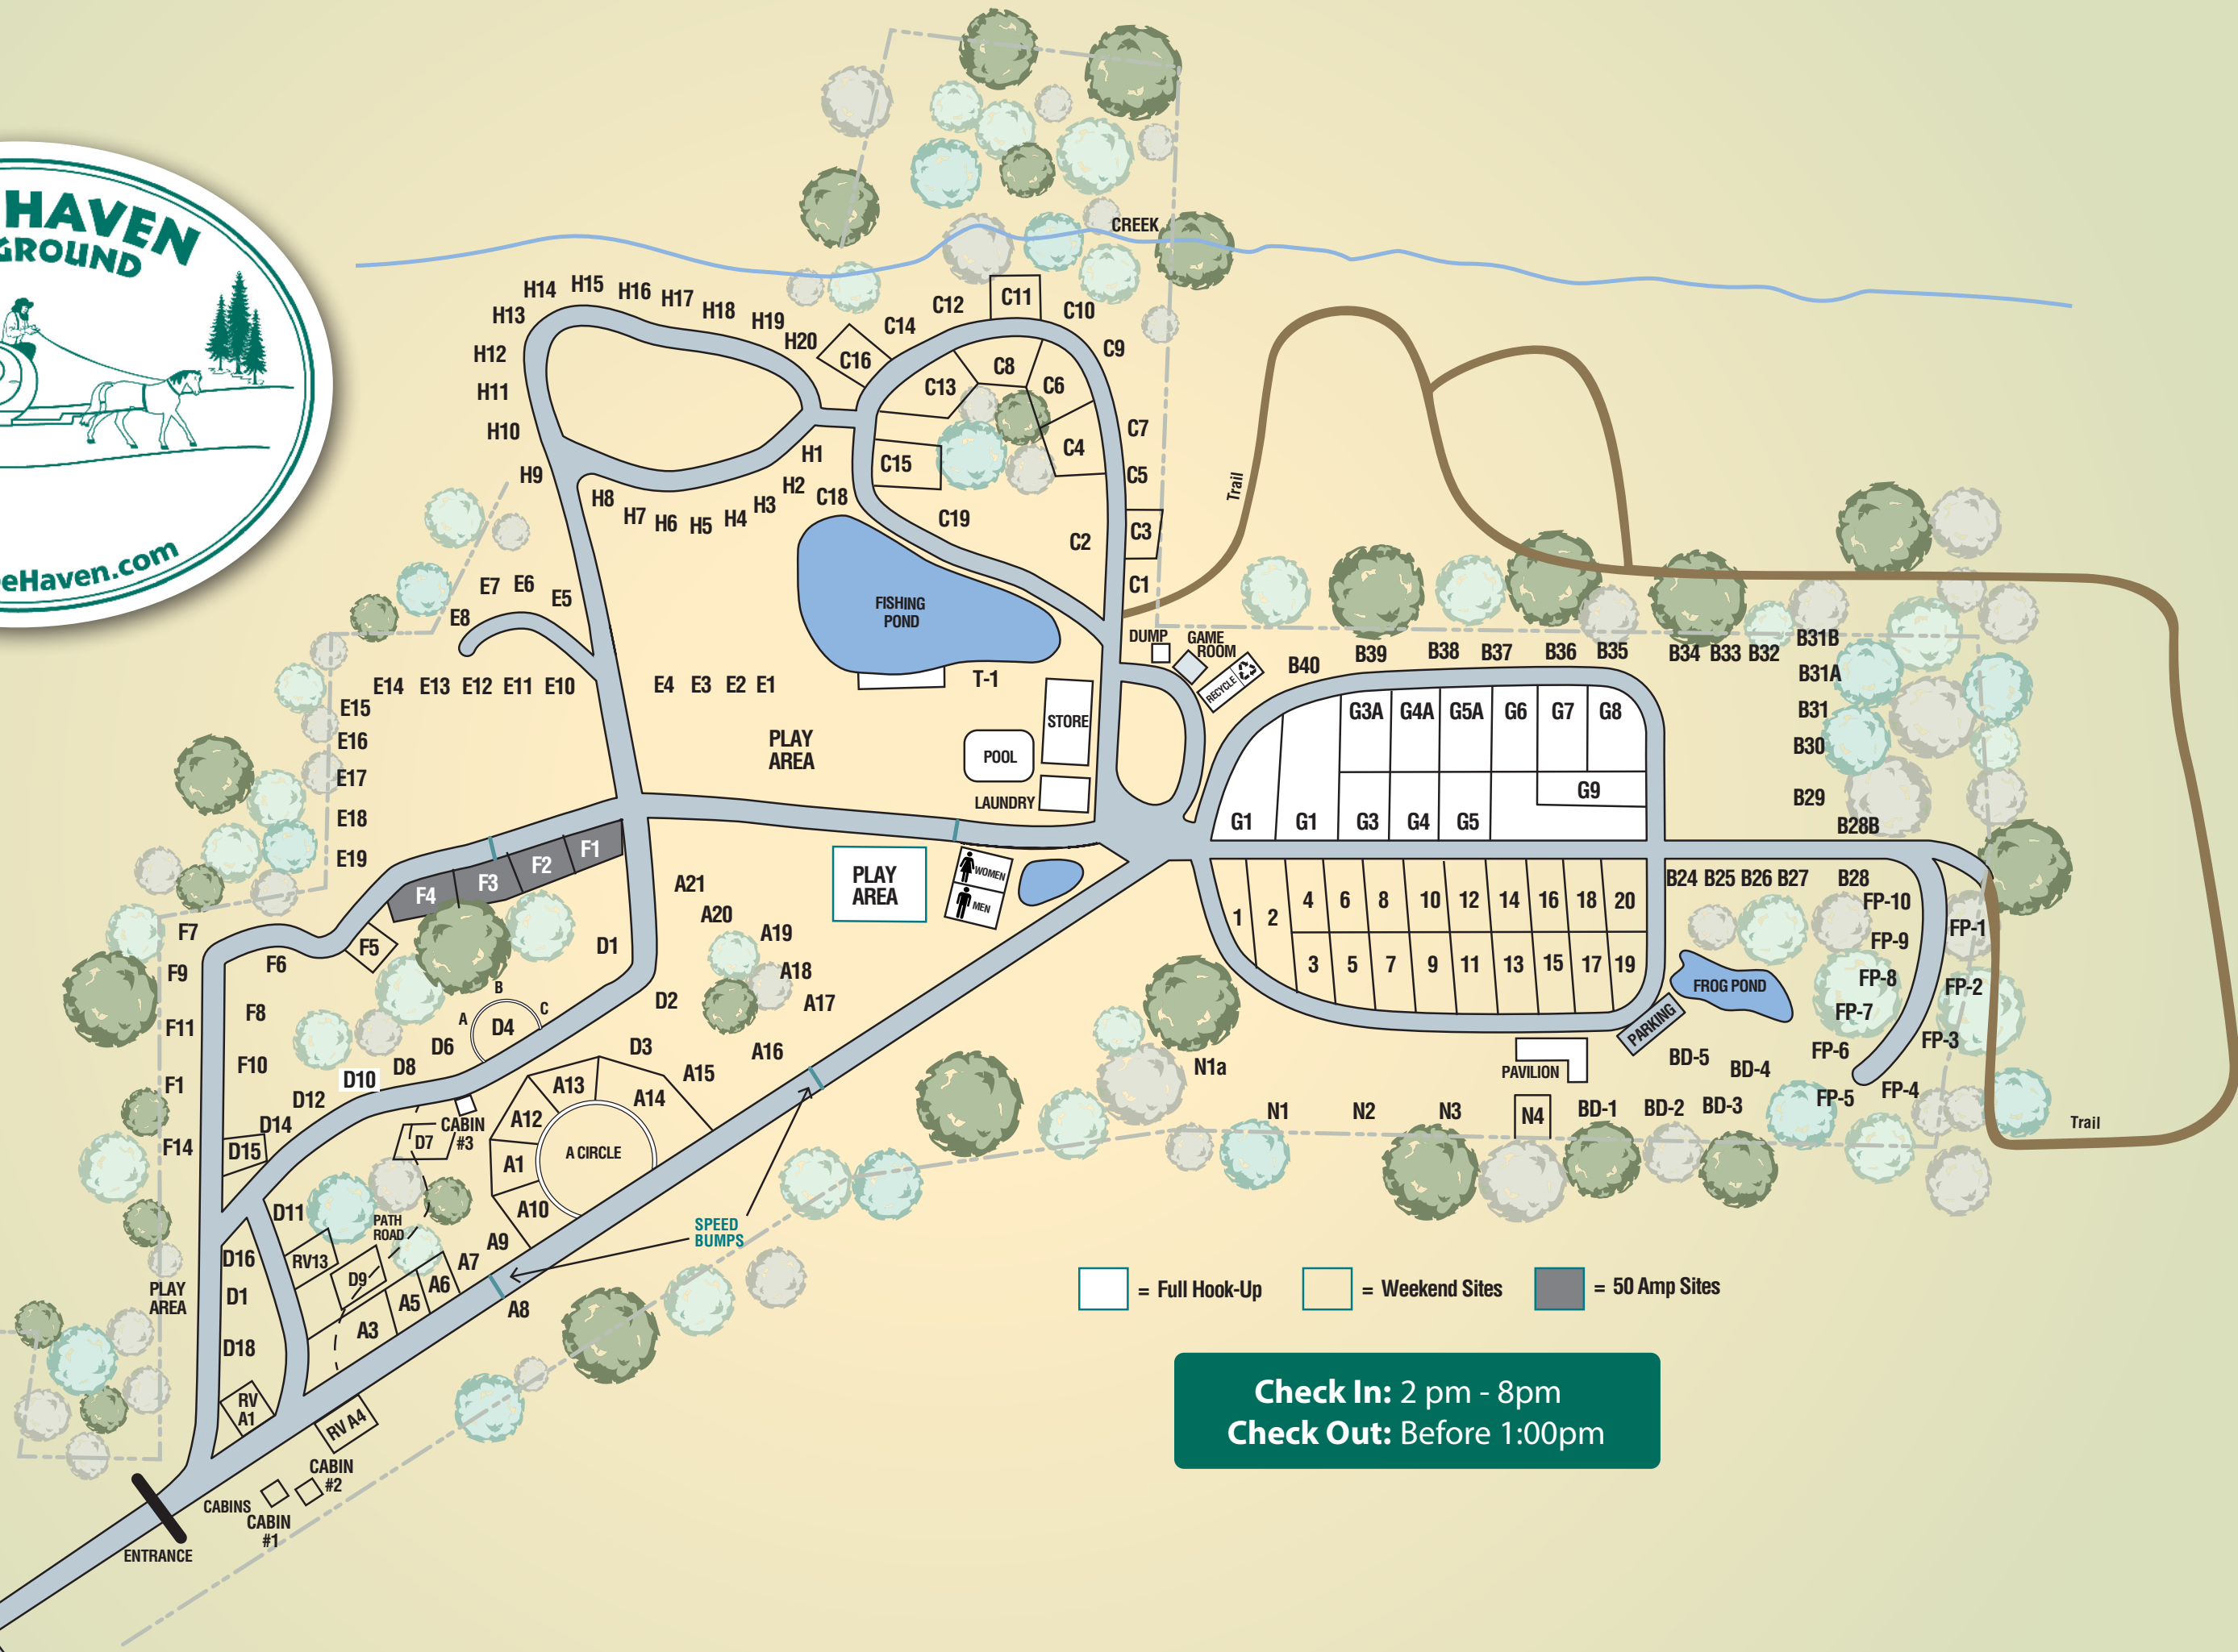 HAVEN
GROUND
eHaven.com
CREEK
H14
H15
H16
H17
H18
H19
H20
H13
H12
H11
H10
H9
H8
H7
H6
H5
H4
H3
H2
H1
C12
C11
C10
C14
C16
C9
C8
C13
C6
C7
C4
C15
C5
C18
C19
C3
C2
C1
Trail
E7
E6
E5
E8
FISHING
POND
E14
E13
E12
E11
E10
E4
E3
E2
E1
T-1
E15
E16
E17
E18
E19
PLAY
AREA
STORE
POOL
LAUNDRY
DUMP
GAME
ROOM
RECYCLE
B40
B39
B38
B37
B36
B35
B34
B33
B32
B31B
B31A
B31
B30
B29
B28B
G3A
G4A
G5A
G6
G7
G8
G9
G1
G1
G3
G4
G5
F1
F2
F3
F4
F5
F7
F9
F6
F8
F11
F10
F1
F14
PLAY
AREA
WOMEN
MEN
A21
A20
A19
A18
A17
A16
A15
D1
D2
D3
B
A
C
D4
D6
D8
D10
D12
D14
D15
CABIN
#3
D7
A13
A14
A12
A1
A CIRCLE
A10
A9
A7
A6
A5
A3
A8
D11
PATH
ROAD
RV13
D9
D16
D1
D18
PLAY
AREA
RV
A1
RV A4
CABIN
#2
CABINS
CABIN
#1
ENTRANCE
SPEED
BUMPS
1
2
4
6
8
10
12
14
16
18
20
3
5
7
9
11
13
15
17
19
B24
B25
B26
B27
B28
FP-10
FP-9
FP-8
FP-7
FP-6
FP-5
FP-1
FP-2
FP-3
FP-4
FROG POND
PARKING
PAVILION
BD-5
BD-4
N1a
N1
N2
N3
N4
BD-1
BD-2
BD-3
Trail
= Full Hook-Up
= Weekend Sites
= 50 Amp Sites
Check In: 2 pm - 8pm
Check Out: Before 1:00pm